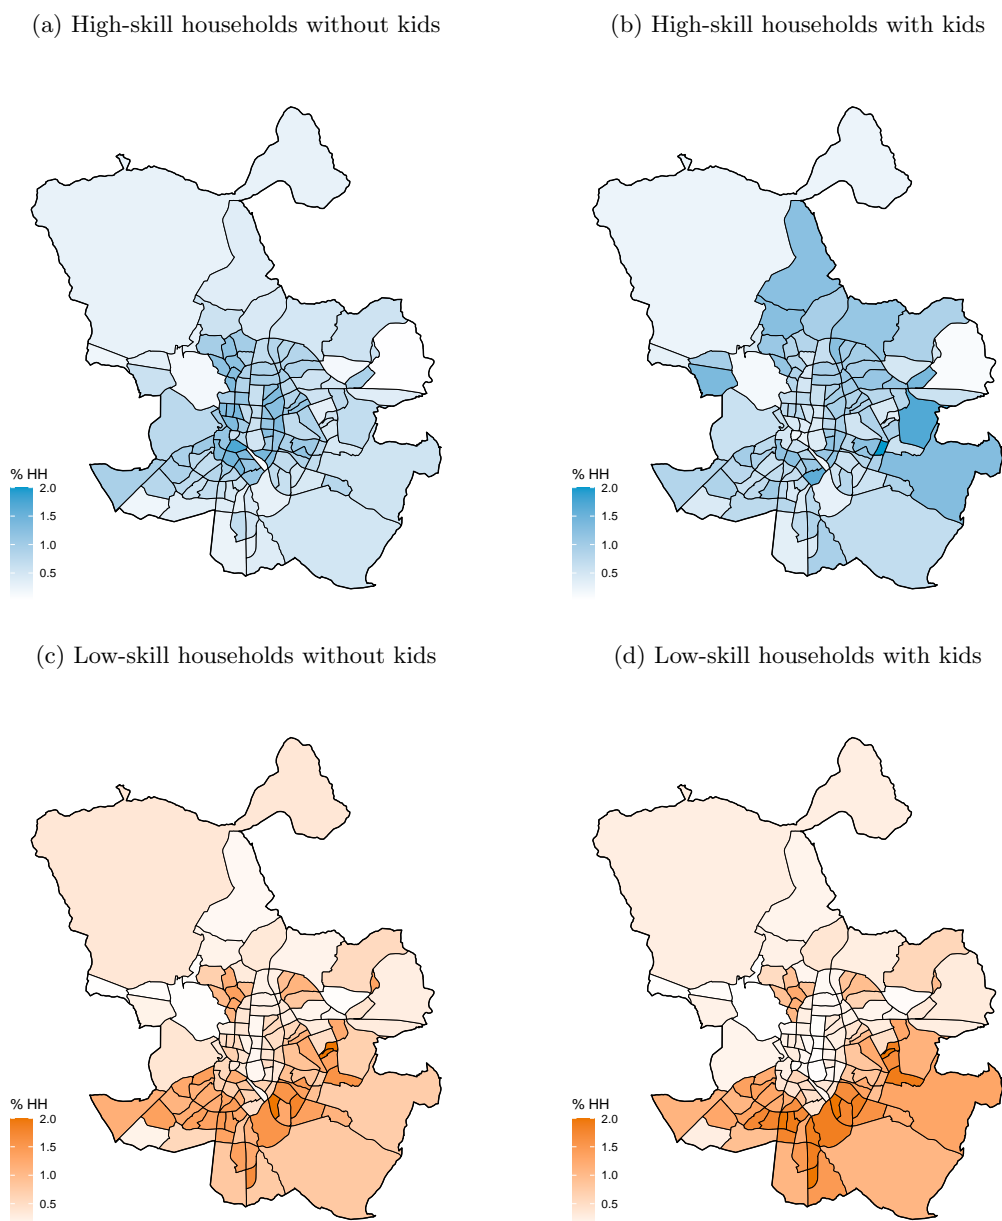 (a) High-skill households without kids
(b) High-skill households with kids
% HH
2.0
1.5
1.0
0.5
% HH
2.0
1.5
1.0
0.5
(c) Low-skill households without kids
(d) Low-skill households with kids
% HH
2.0
1.5
1.0
0.5
% HH
2.0
1.5
1.0
0.5